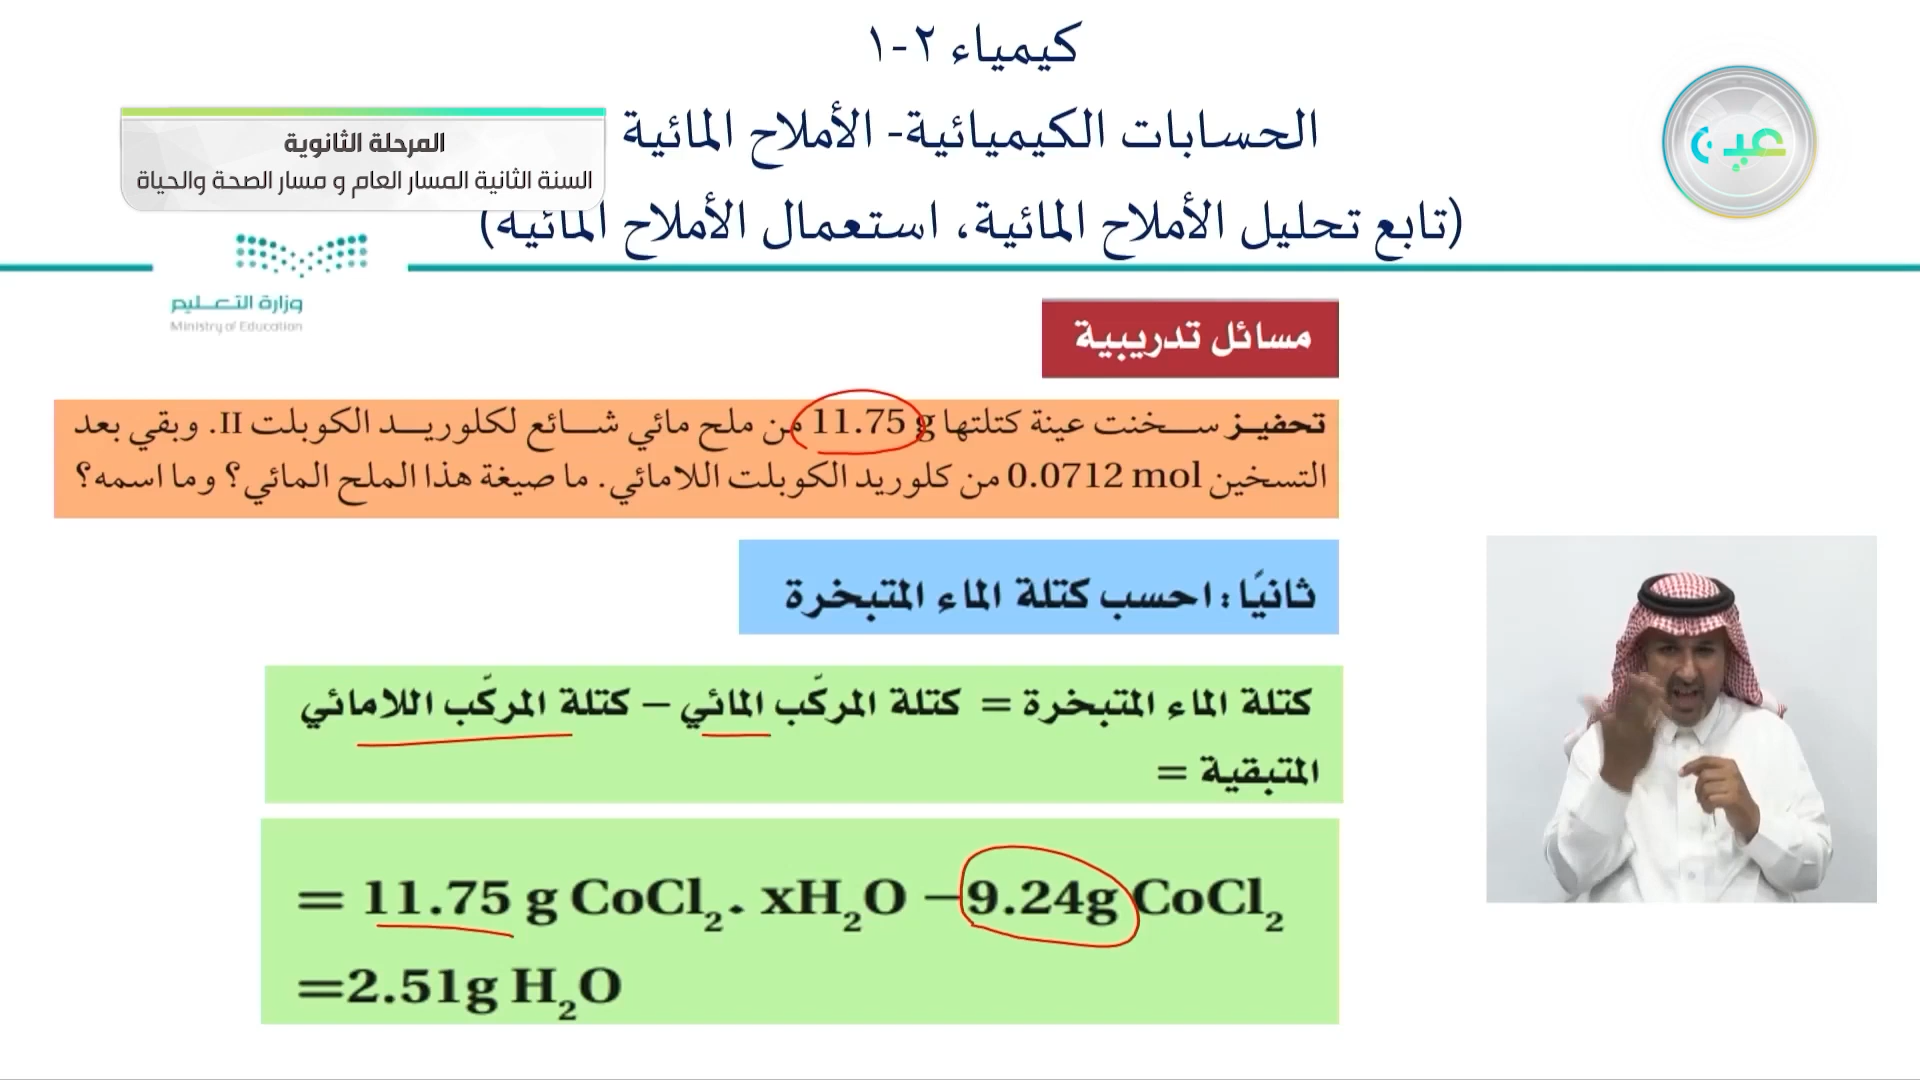 كيمياء ٢-١
الحسابات الكيميائية- الأملاح المائية
(تابع تحليل الأملاح المائية، استعمال الأملاح المائية)
المرحلة الثانوية
السنة الثانية المسار العام و مسار الصحة والحياة
عين
وزارة التعليم
Ministry of Education
مسائل تدريبية
تحفيز سخنت عينة كتلتها 11.75 g من ملح مائي شائع لكلوريد الكوبلت II. وبقي بعد
التسخين 0.0712 mol من كلوريد الكوبلت اللامائي. ما صيغة هذا الملح المائي؟ وما اسمه؟
ثانيًا: احسب كتلة الماء المتبخرة
كتلة الماء المتبخرة = كتلة المركّب المائي – كتلة المركّب اللامائي
المتبقية =
= 11.75 g CoCl₂. xH₂O –9.24g CoCl₂
=2.51g H₂O